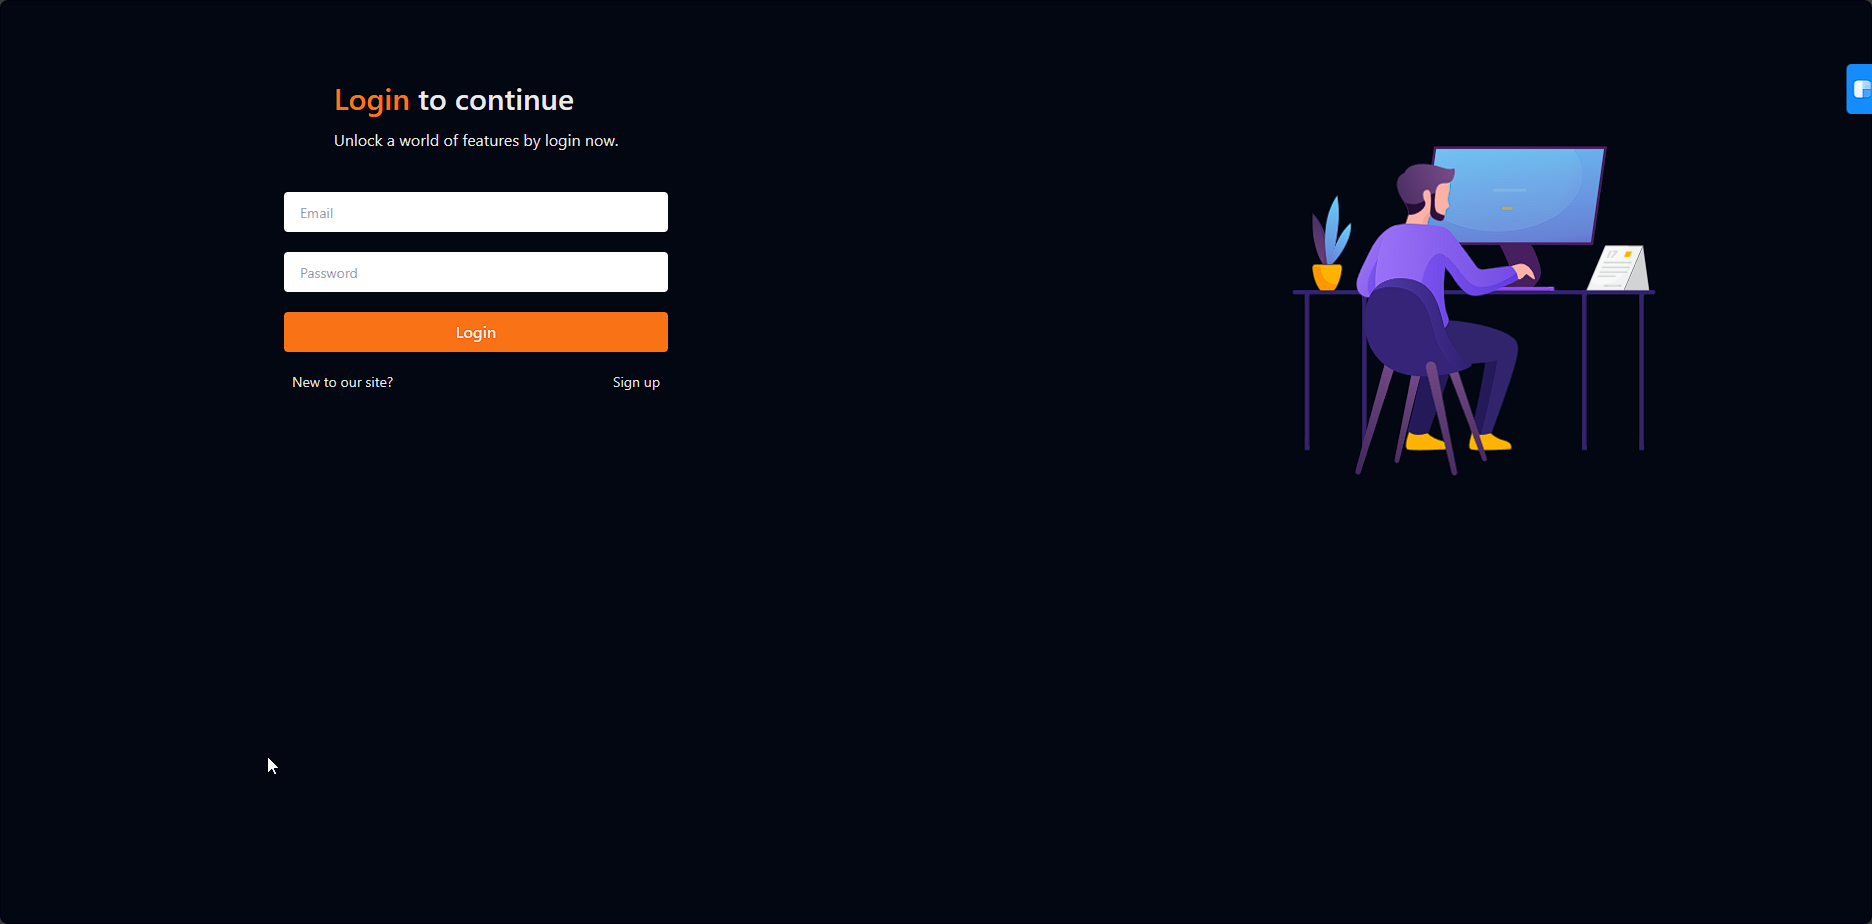 Login to continue
Unlock a world of features by login now.
Email
Password
Login
New to our site? Sign up
17